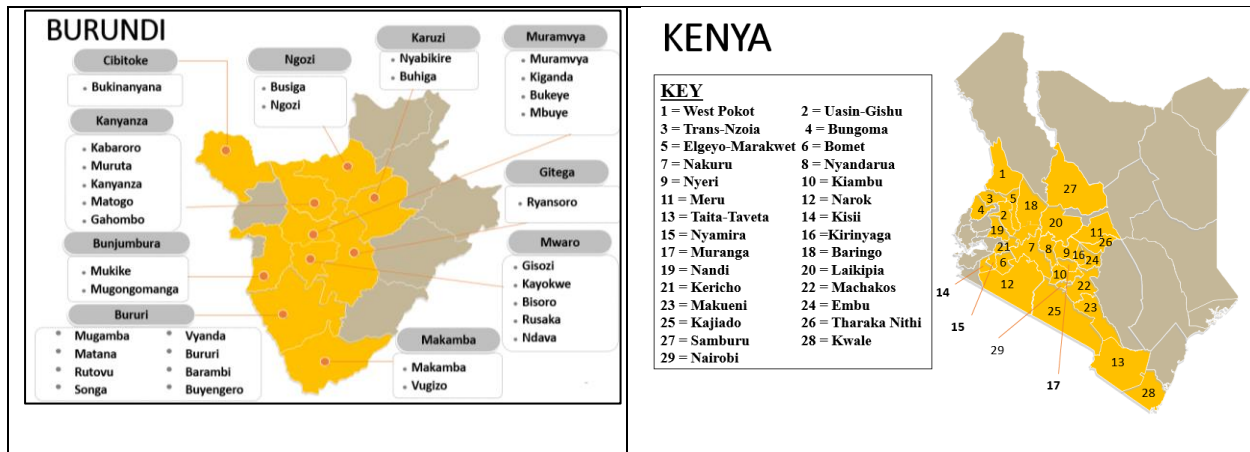 BURUNDI
Cibitoke
Bukinanyana
Kanyanza
Kabaroro
Muruta
Kanyanza
Matogo
Gahombo
Bunjumbura
Mukike
Mugongomanga
Bururi
Mugamba Vyanda
Matana Bururi
Rutovu Barambi
Songa Buyengero
Ngozi
Busiga
Ngozi
Karuzi
Nyabikire
Buhiga
Muramvya
Muramvya
Kiganda
Bukeye
Mbuye
Gitega
Ryansoro
Mwaro
Gisozi
Kayokwe
Bisoro
Rusaka
Ndava
Makamba
Makamba
Vugizo
KENYA
KEY
1 = West Pokot 2 = Uasin-Gishu
3 = Trans-Nzoia 4 = Bungoma
5 = Elgeyo-Marakwet 6 = Bomet
7 = Nakuru 8 = Nyandarua
9 = Nyeri 10 = Kiambu
11 = Meru 12 = Narok
13 = Taita-Taveta 14 = Kisii
15 = Nyamira 16 = Kirinyaga
17 = Muranga 18 = Baringo
19 = Nandi 20 = Laikipia
21 = Kericho 22 = Machakos
23 = Makueni 24 = Embu
25 = Kajiado 26 = Tharaka Nithi
27 = Samburu 28 = Kwale
29 = Nairobi
1
27
3
5
18
4
2
20
19
11
26
21
7
8
9
16
24
6
10
14
12
22
15
25
23
29
13
17
28